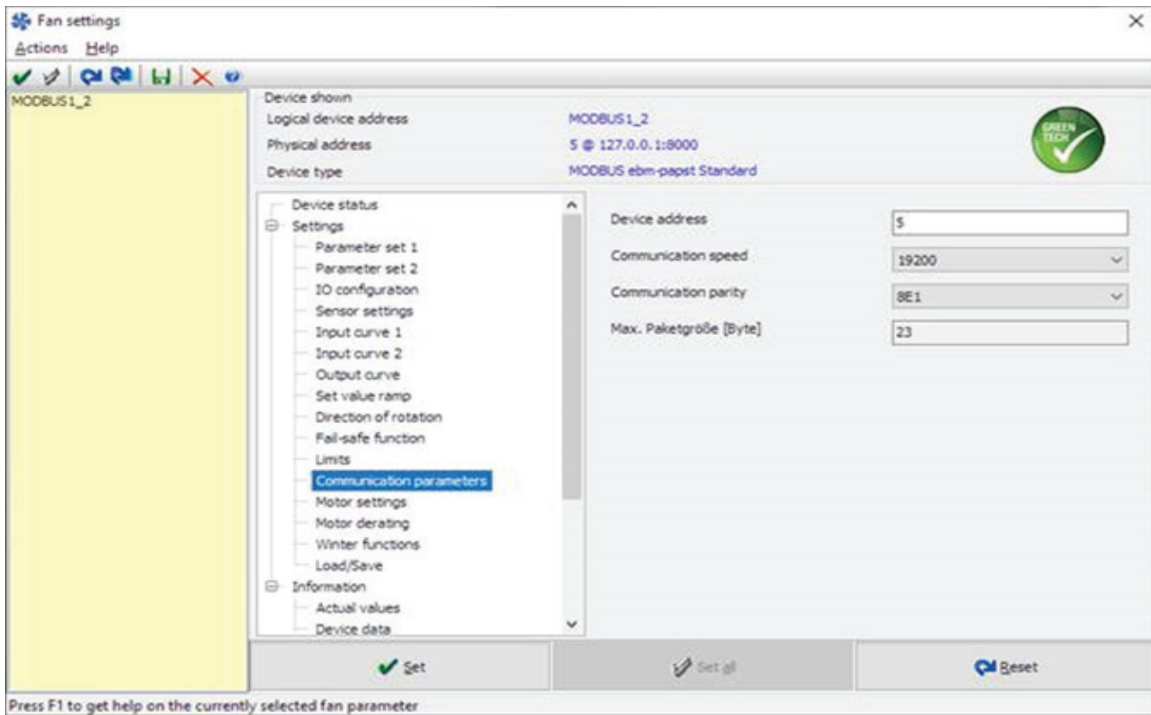 Fan settings
Actions Help
MODBUS1_2
Device shown
Logical device address MODBUS1_2
Physical address 5 @ 127.0.0.1:8000
Device type MODBUS ebm-papst Standard
GREEN TECH
Device status
Settings
Parameter set 1
Parameter set 2
IO configuration
Sensor settings
Input curve 1
Input curve 2
Output curve
Set value ramp
Direction of rotation
Fail-safe function
Limits
Communication parameters
Motor settings
Motor derating
Winter functions
Load/Save
Information
Actual values
Device data
Device address 5
Communication speed 19200
Communication parity 8E1
Max. Paketgröße [Byte] 23
Set Set all Reset
Press F1 to get help on the currently selected fan parameter